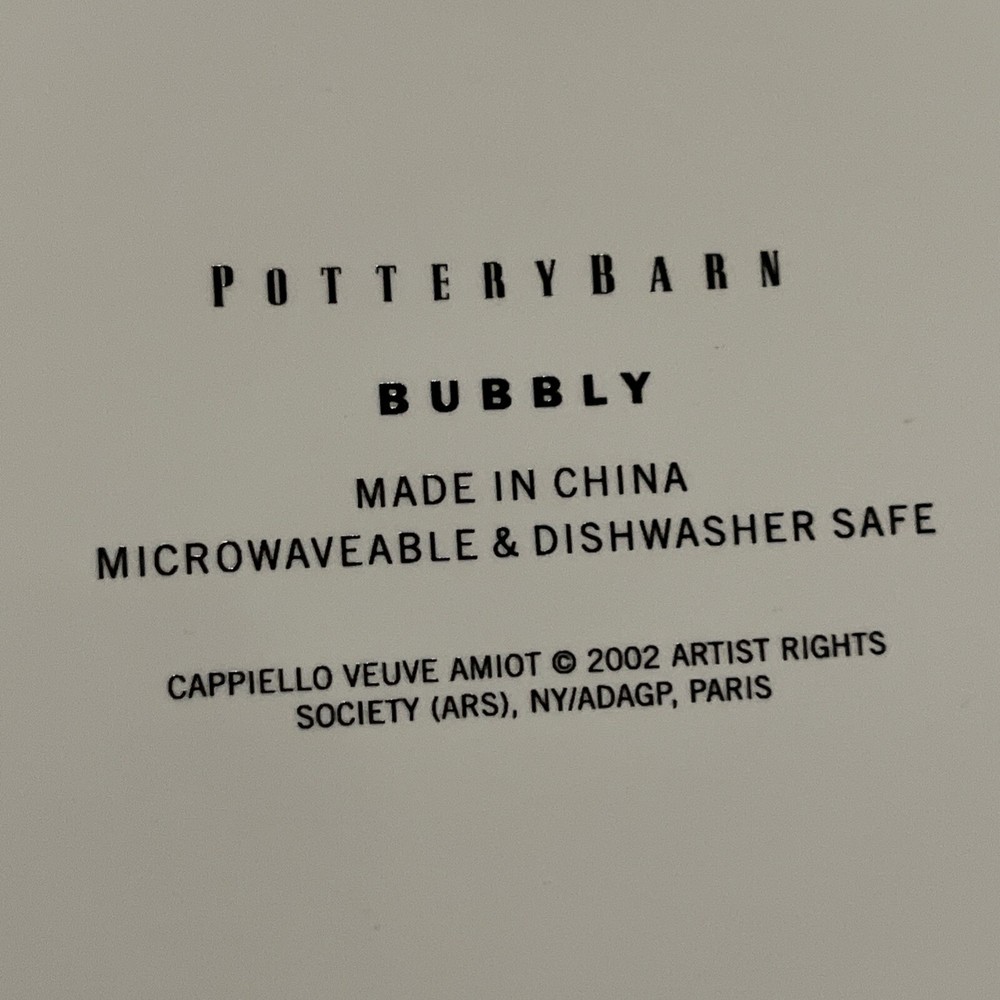 POTTERYBARN
BUBBLY
MADE IN CHINA
MICROWAVEABLE & DISHWASHER SAFE
CAPPIELLO VEUVE AMIOT © 2002 ARTIST RIGHTS
SOCIETY (ARS), NY/ADAGP, PARIS